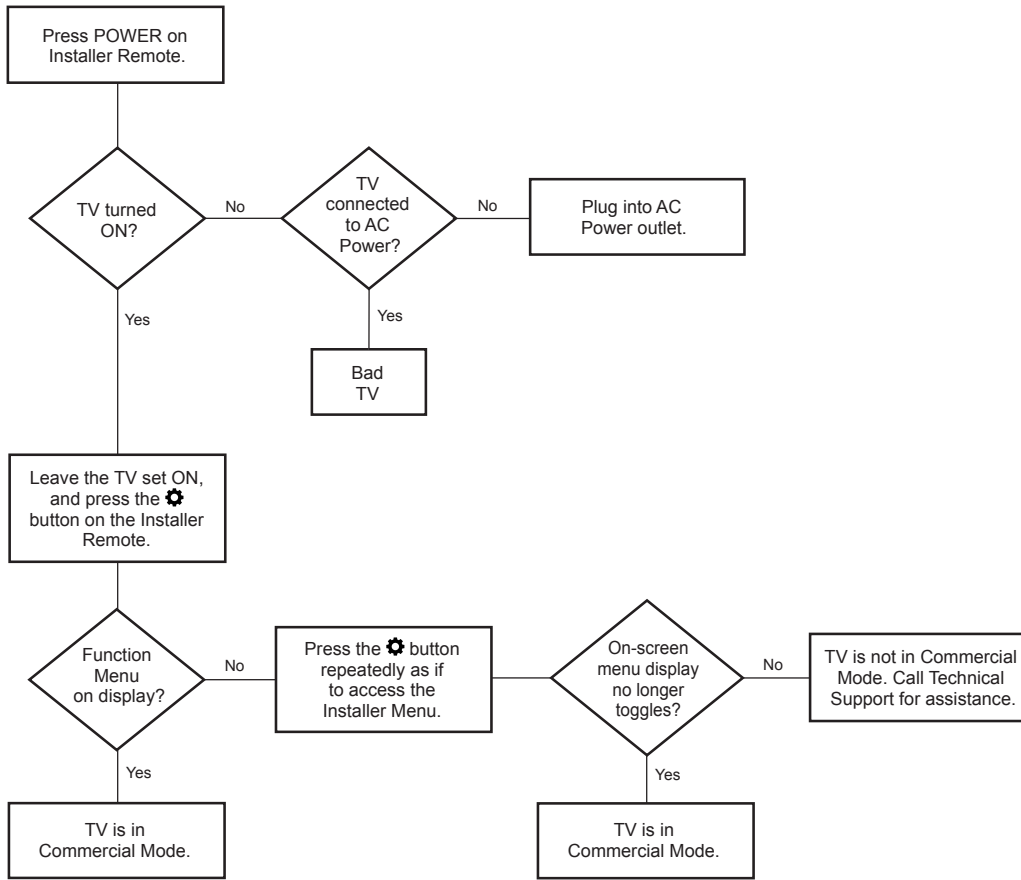 Press POWER on
Installer Remote.
TV turned
ON?
No
TV
connected
to AC
Power?
No
Plug into AC
Power outlet.
Yes
Yes
Bad
TV
Leave the TV set ON,
and press the ⚙
button on the Installer
Remote.
Function
Menu
on display?
No
Press the ⚙ button
repeatedly as if
to access the
Installer Menu.
On-screen
menu display
no longer
toggles?
No
TV is not in Commercial
Mode. Call Technical
Support for assistance.
Yes
Yes
TV is in
Commercial Mode.
TV is in
Commercial Mode.